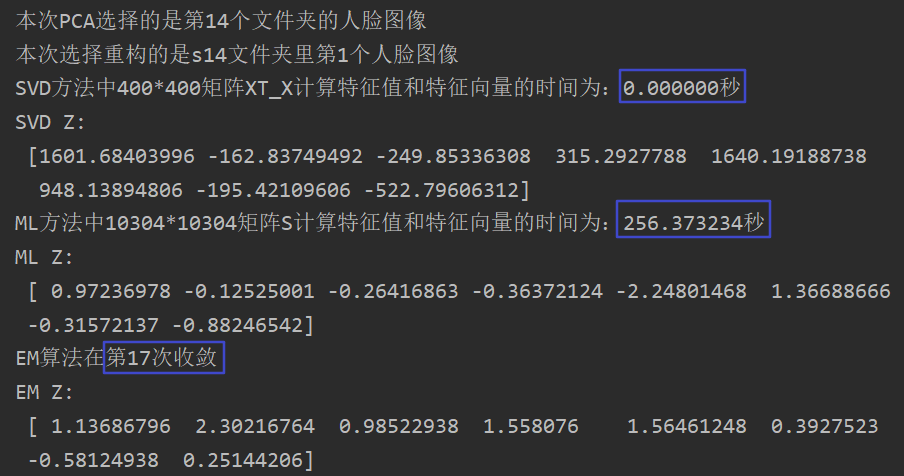 本次PCA选择的是第14个文件夹的人脸图像
本次选择重构的是s14文件夹里第1个人脸图像
SVD方法中400*400矩阵XT_X计算特征值和特征向量的时间为：0.000000秒
SVD Z:
[1601.68403996 -162.83749492 -249.85336308  315.2927788  1640.19188738
948.13894806 -195.42109606 -522.79606312]
ML方法中10304*10304矩阵S计算特征值和特征向量的时间为：256.373234秒
ML Z:
[ 0.97236978 -0.12525001 -0.26416863 -0.36372124 -2.24801468  1.36688666
-0.31572137 -0.88246542]
EM算法在第17次收敛
EM Z:
[ 1.13686796  2.30216764  0.98522938  1.558076    1.56461248  0.3927523
-0.58124938  0.25144206]